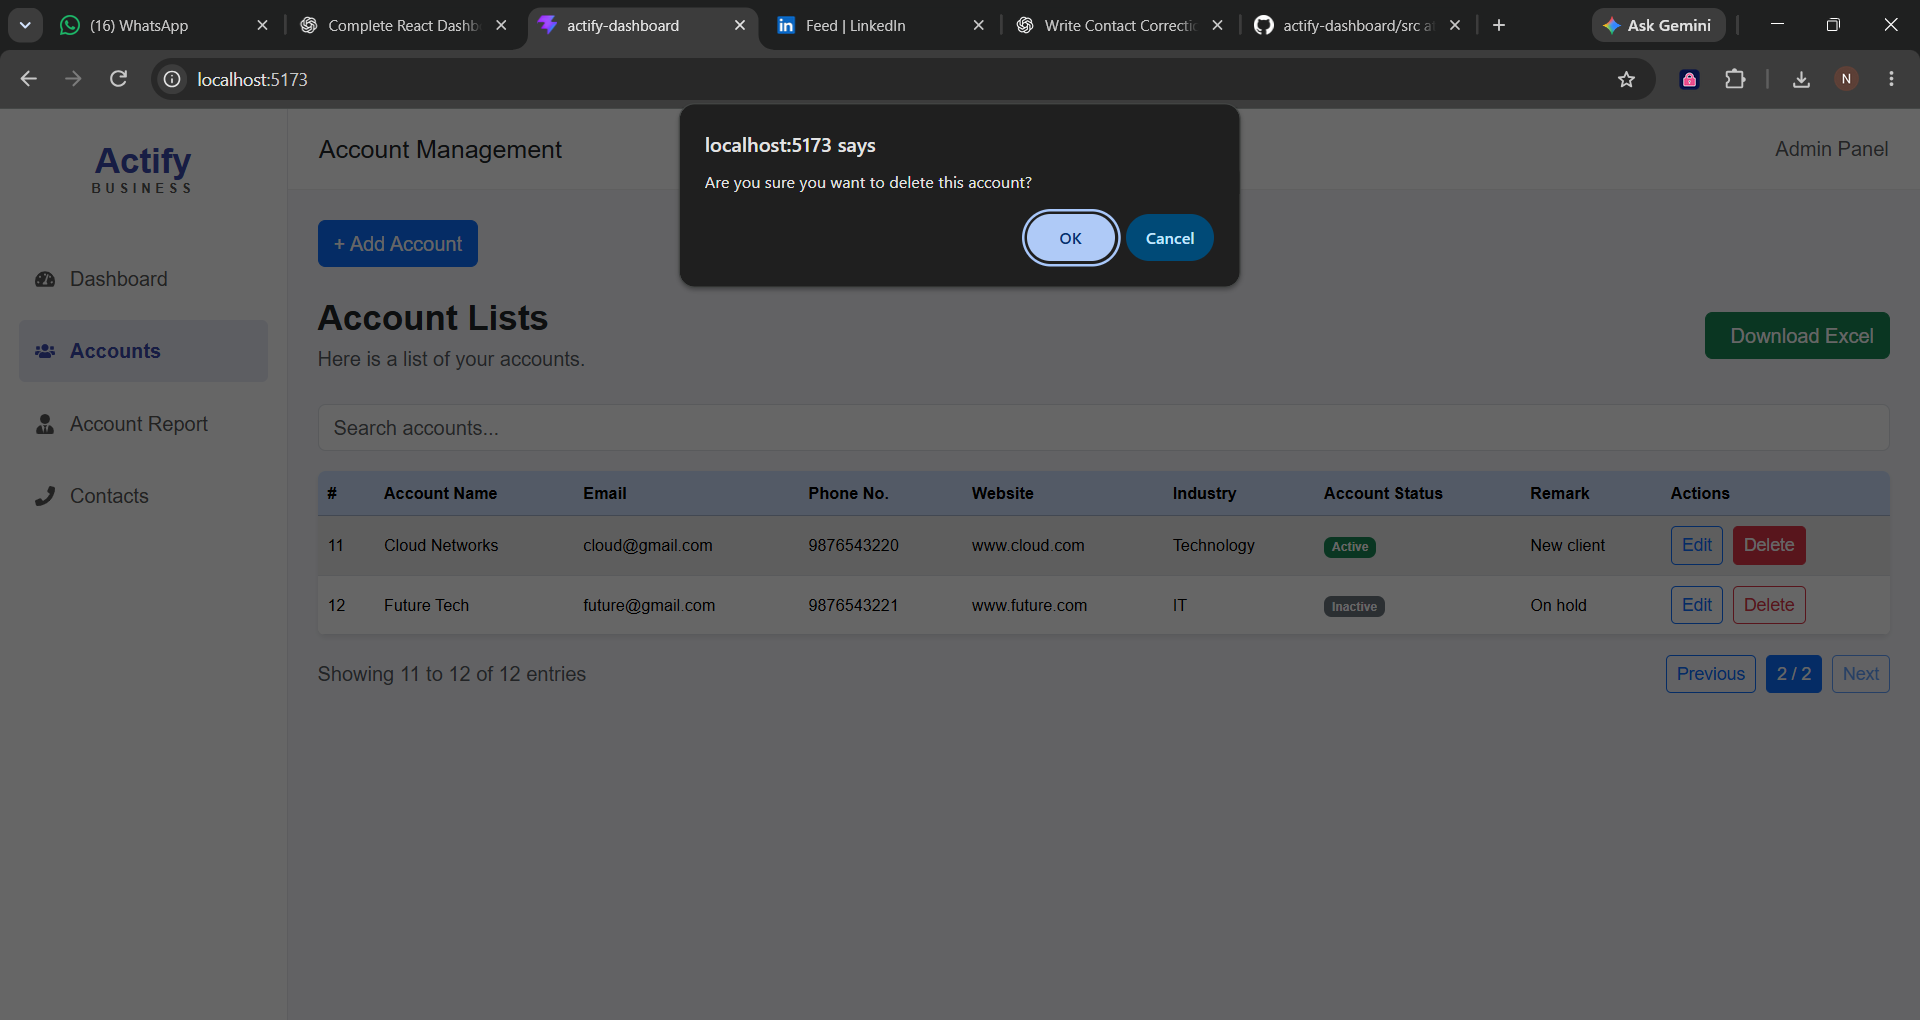 (16) WhatsApp
Complete React Dashb
actify-dashboard
Feed | LinkedIn
Write Contact Correctic
actify-dashboard/src at
Ask Gemini
localhost:5173
N
localhost:5173 says
Are you sure you want to delete this account?
OK
Cancel
Actify
BUSINESS
Dashboard
Accounts
Account Report
Contacts
Account Management
Admin Panel
+ Add Account
Account Lists
Here is a list of your accounts.
Download Excel
Search accounts...
# Account Name Email Phone No. Website Industry Account Status Remark Actions
11 Cloud Networks cloud@gmail.com 9876543220 www.cloud.com Technology Active New client Edit Delete
12 Future Tech future@gmail.com 9876543221 www.future.com IT Inactive On hold Edit Delete
Showing 11 to 12 of 12 entries
Previous 2 / 2 Next